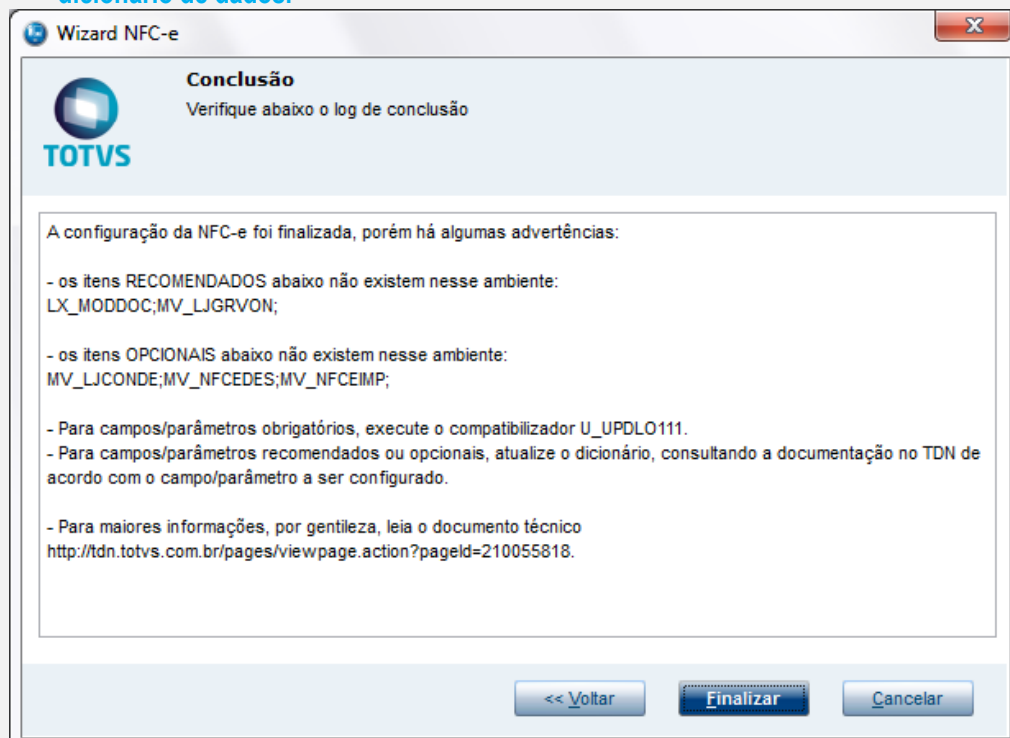 dicionário de dados.
Wizard NFC-e
TOTVS
Conclusão
Verifique abaixo o log de conclusão
A configuração da NFC-e foi finalizada, porém há algumas advertências:
- os itens RECOMENDADOS abaixo não existem nesse ambiente:
LX_MODDOC;MV_LJGRVON;
- os itens OPCIONAIS abaixo não existem nesse ambiente:
MV_LJCONDE;MV_NFCEDES;MV_NFCEIMP;
- Para campos/parâmetros obrigatórios, execute o compatibilizador U_UPDLO111.
- Para campos/parâmetros recomendados ou opcionais, atualize o dicionário, consultando a documentação no TDN de
acordo com o campo/parâmetro a ser configurado.
- Para maiores informações, por gentileza, leia o documento técnico
http://tdn.totvs.com.br/pages/viewpage.action?pageId=210055818.
<< Voltar
Finalizar
Cancelar